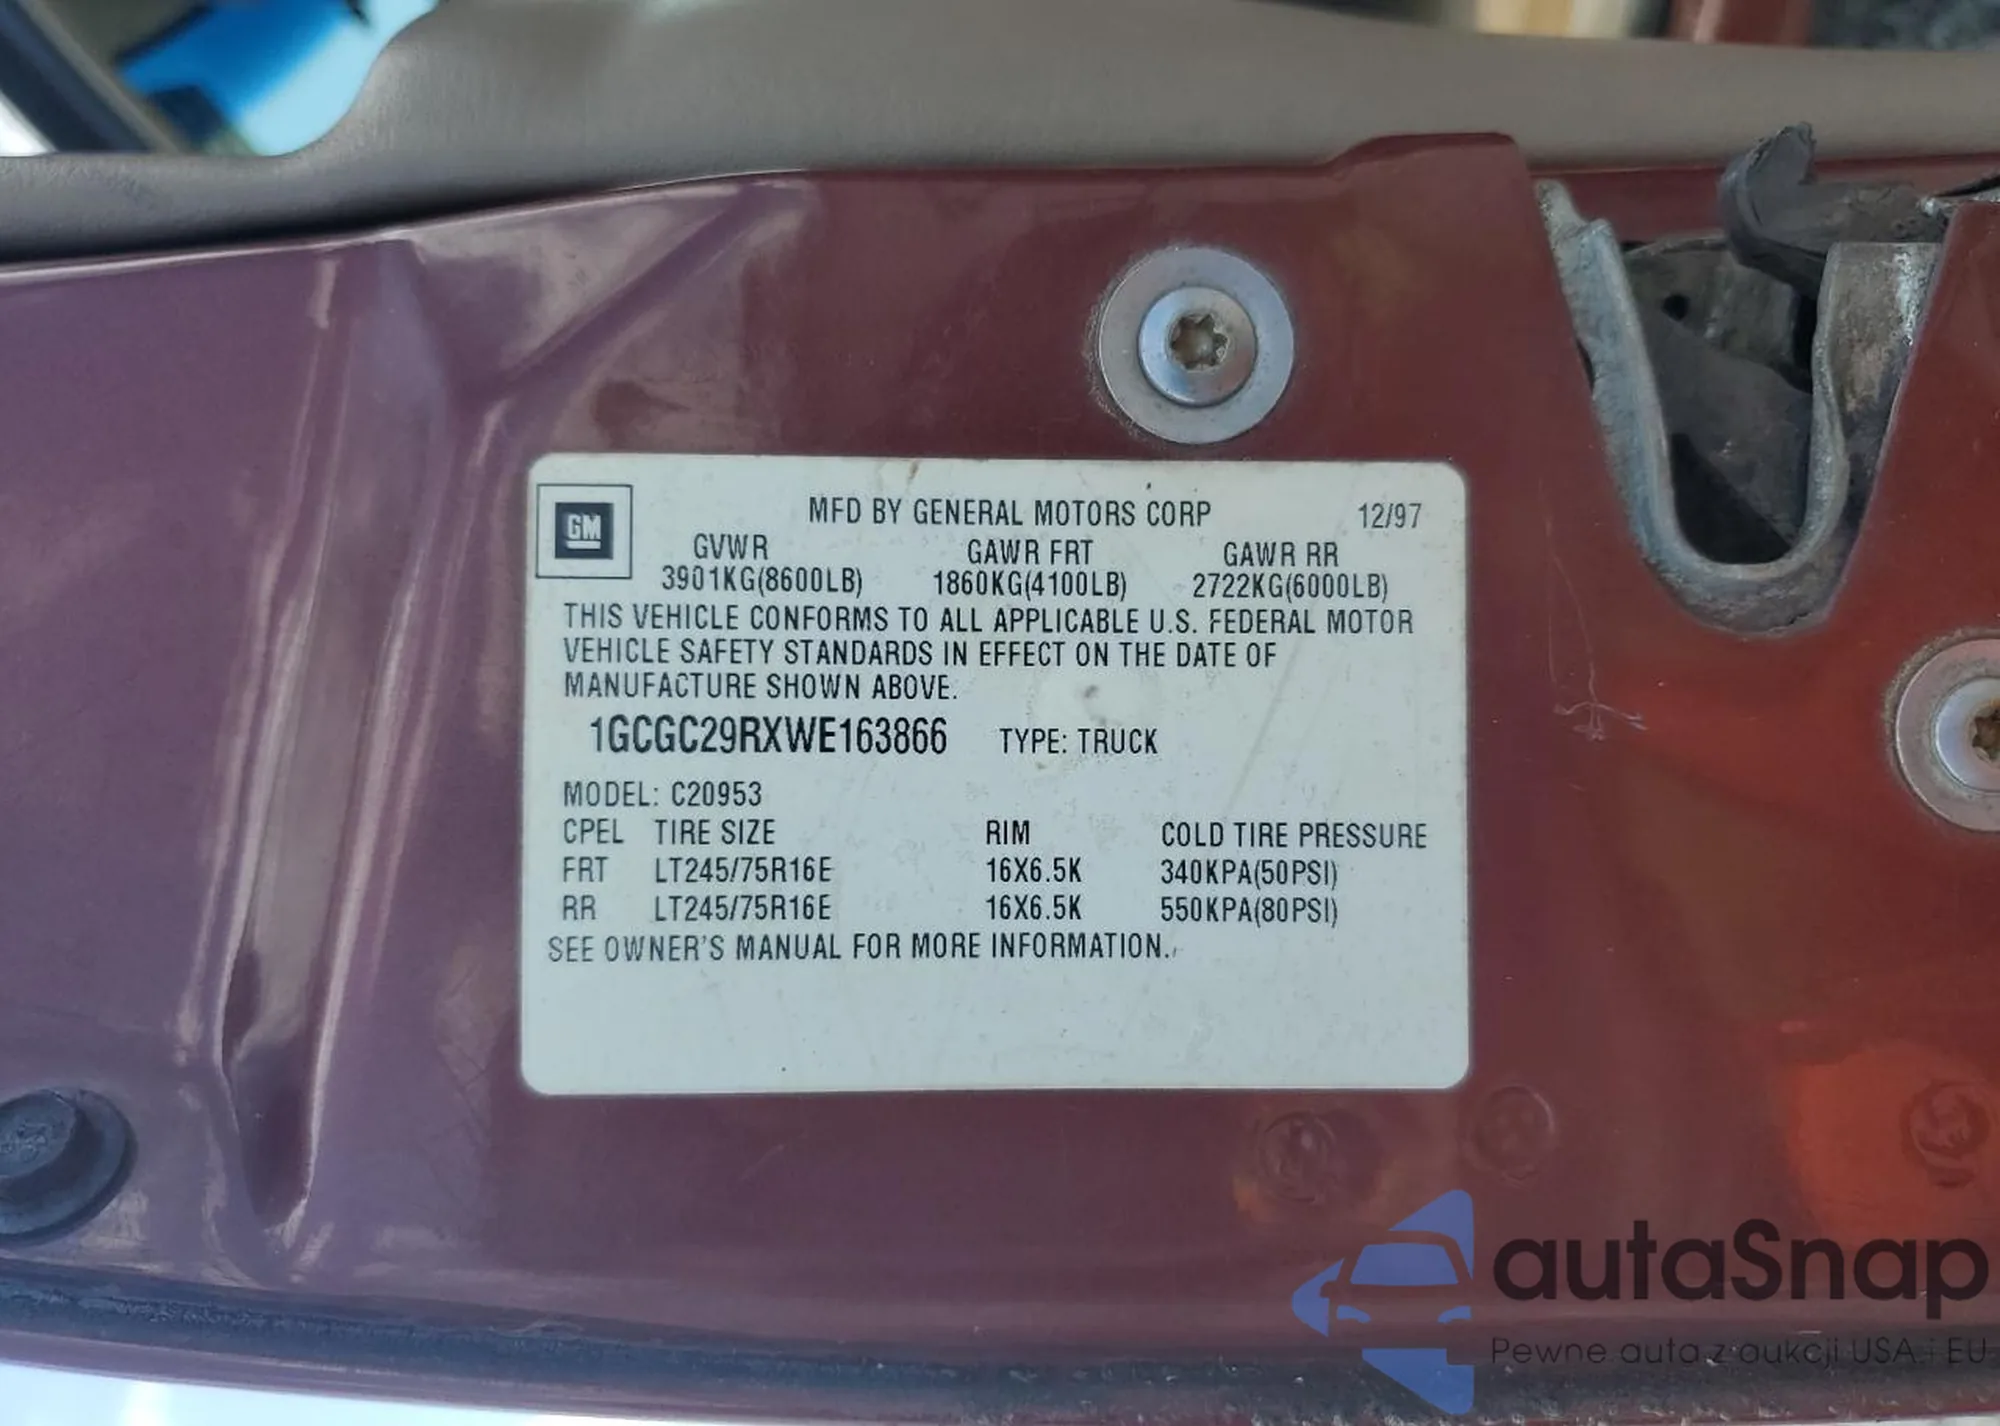 GM
MFD BY GENERAL MOTORS CORP 12/97
GVWR GAWR FRT GAWR RR
3901KG(8600LB) 1860KG(4100LB) 2722KG(6000LB)
THIS VEHICLE CONFORMS TO ALL APPLICABLE U.S. FEDERAL MOTOR
VEHICLE SAFETY STANDARDS IN EFFECT ON THE DATE OF
MANUFACTURE SHOWN ABOVE.
1GCGC29RXWE163866 TYPE: TRUCK
MODEL: C20953
CPEL TIRE SIZE RIM COLD TIRE PRESSURE
FRT LT245/75R16E 16X6.5K 340KPA(50PSI)
RR LT245/75R16E 16X6.5K 550KPA(80PSI)
SEE OWNER'S MANUAL FOR MORE INFORMATION.
autaSnap
Pewne auta z aukcji USA i EU